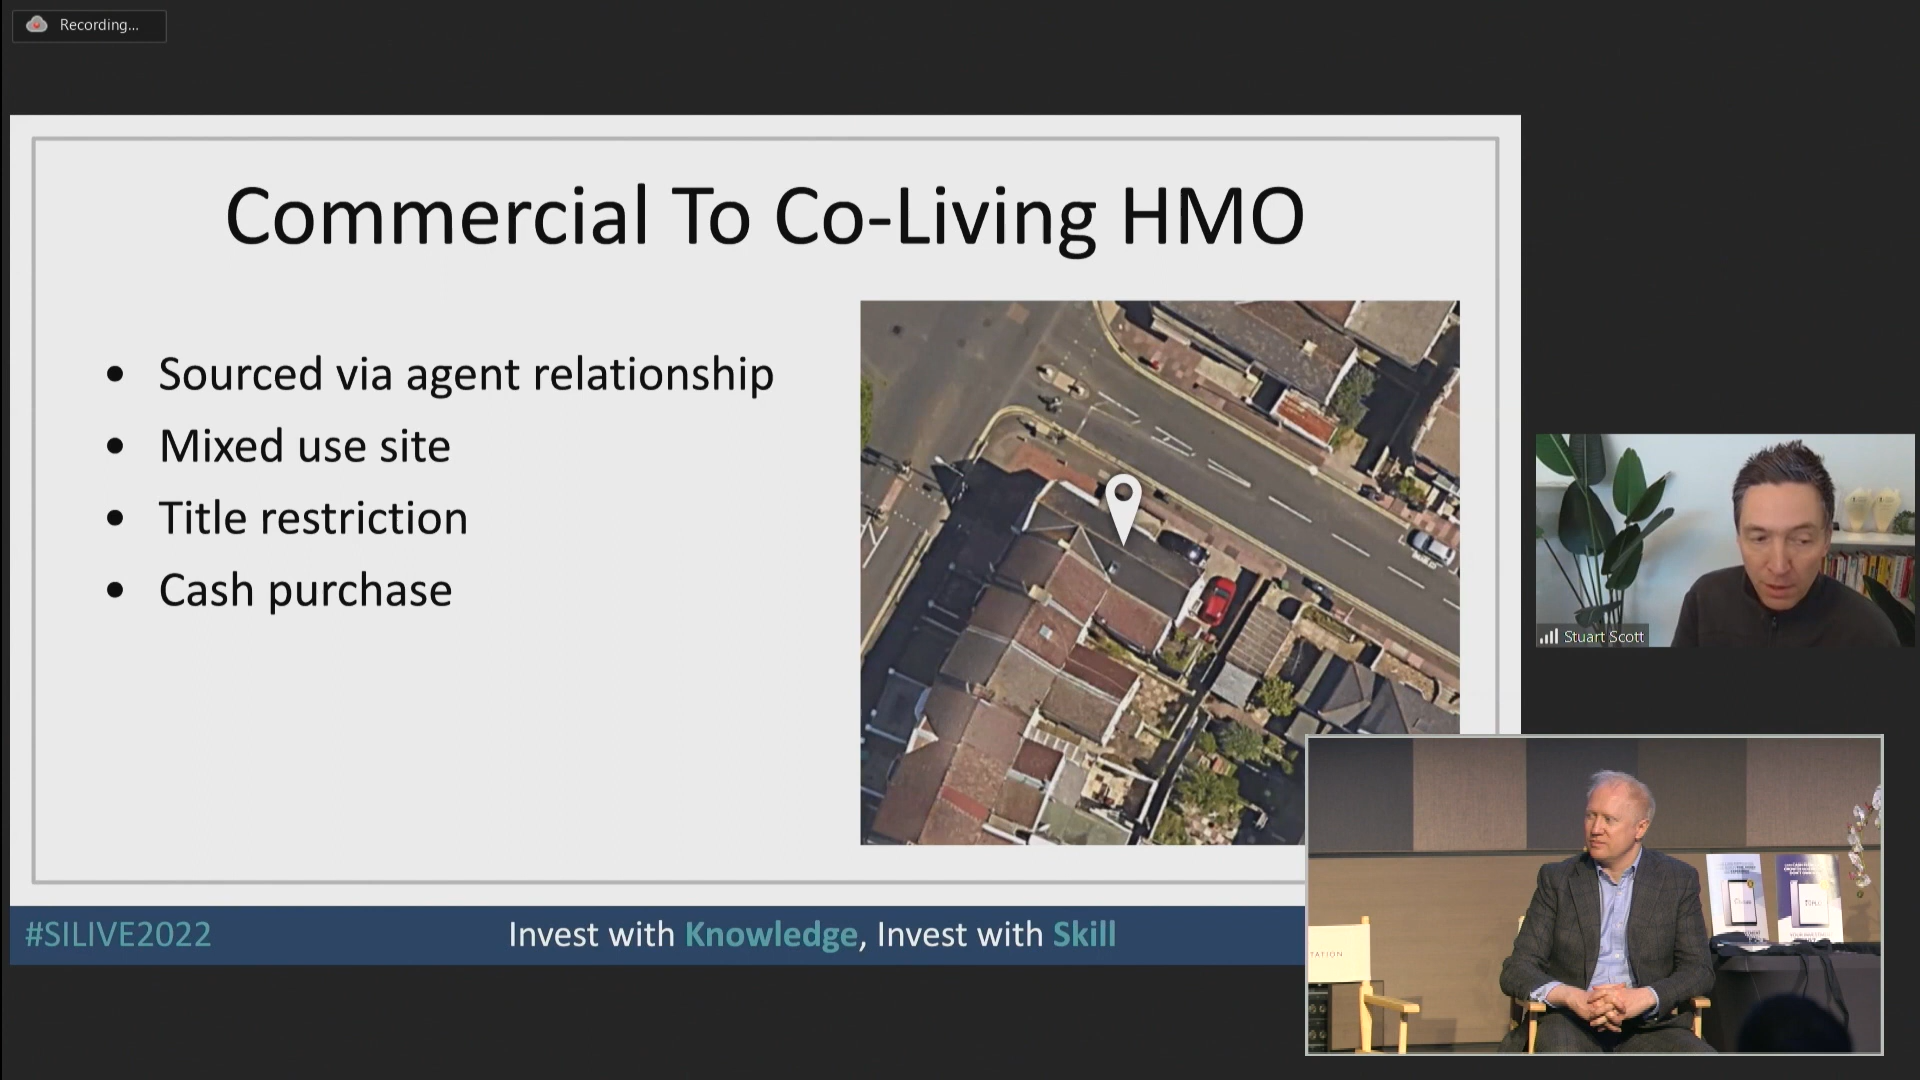 Recording...
Commercial To Co-Living HMO
• Sourced via agent relationship
• Mixed use site
• Title restriction
• Cash purchase
Stuart Scott
TATION
#SILIVE2022
Invest with Knowledge, Invest with Skill